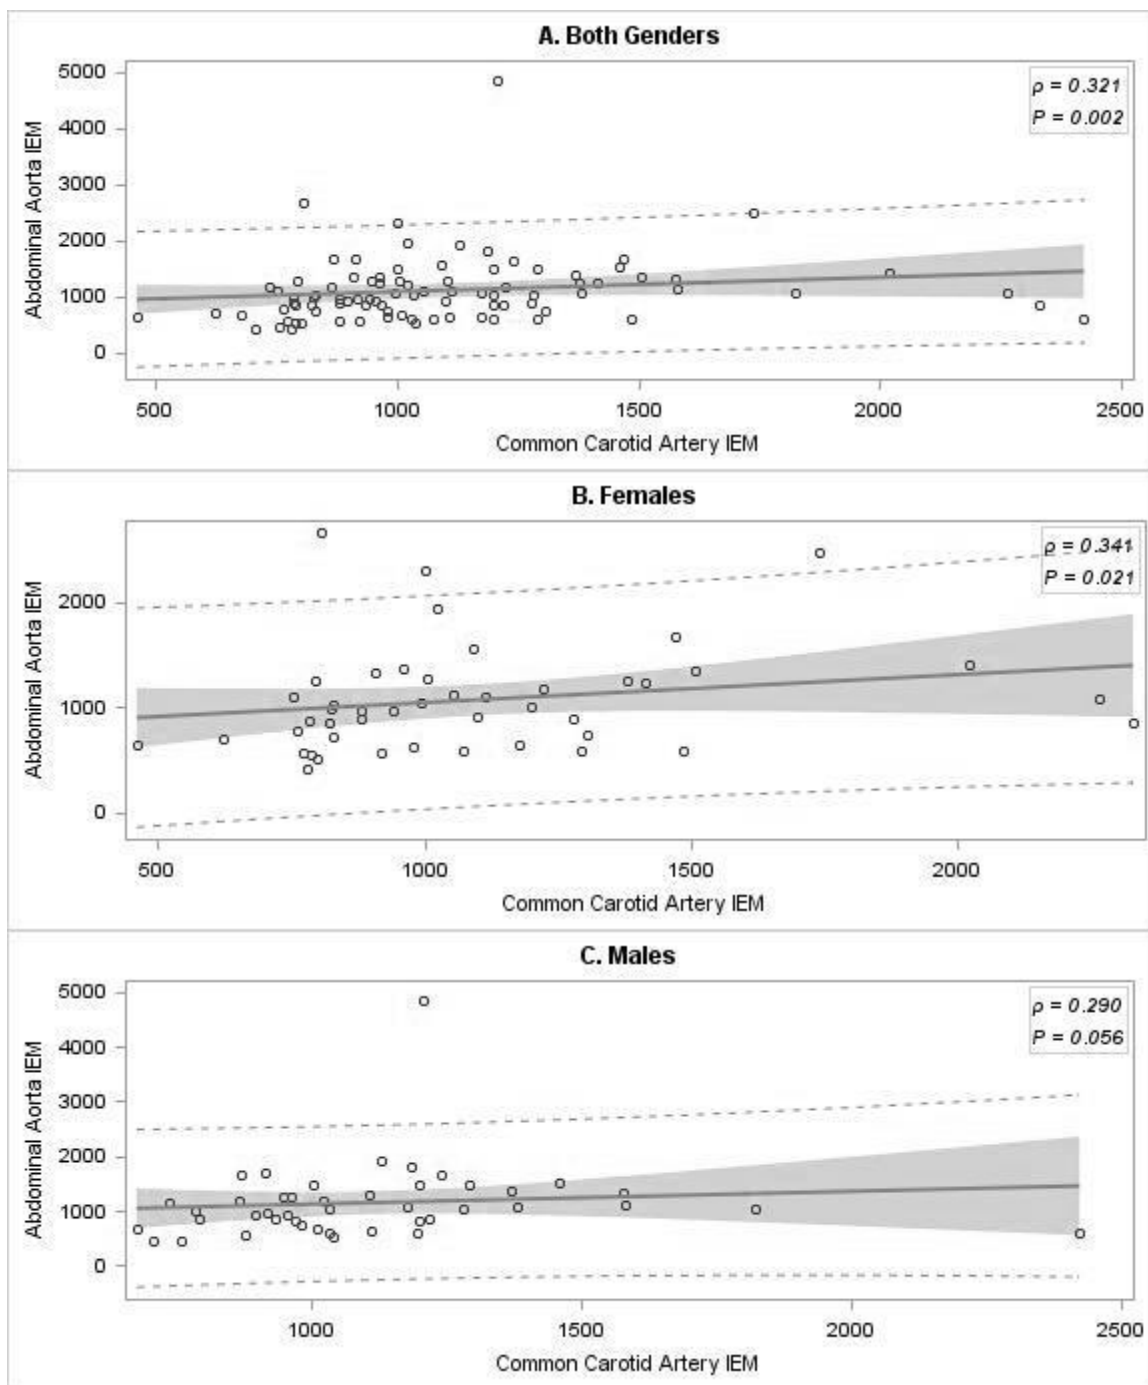 A. Both Genders
ρ = 0.321
P = 0.002
Abdominal Aorta IEM
5000
4000
3000
2000
1000
0
500
1000
1500
2000
2500
Common Carotid Artery IEM
B. Females
ρ = 0.341
P = 0.021
Abdominal Aorta IEM
2000
1000
0
500
1000
1500
2000
Common Carotid Artery IEM
C. Males
ρ = 0.290
P = 0.056
Abdominal Aorta IEM
5000
4000
3000
2000
1000
0
1000
1500
2000
2500
Common Carotid Artery IEM